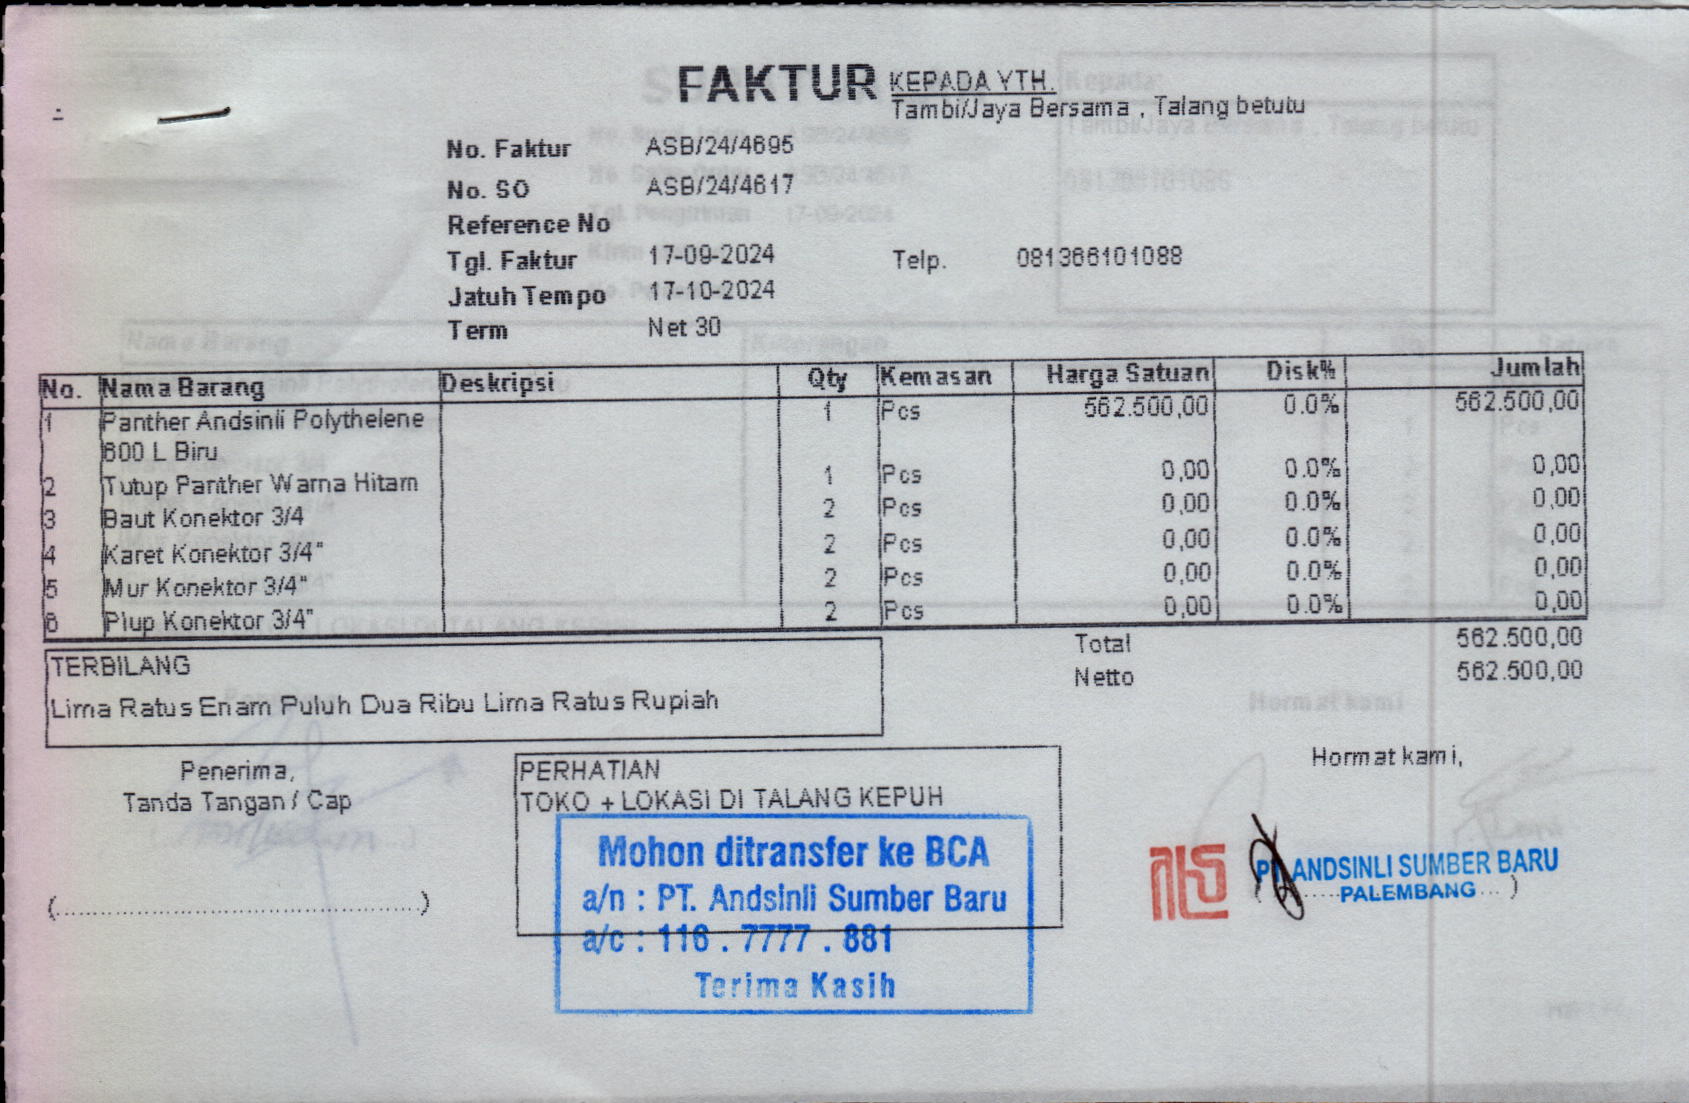 FAKTUR
KEPADA YTH.
Tambi/Jaya Bersama , Talang betutu
No. Faktur ASB/24/4695
No. SO ASB/24/4617
Reference No
Tgl. Faktur 17-09-2024 Telp. 081366101088
Jatuh Tempo 17-10-2024
Term Net 30
No. Nama Barang Deskripsi Qty Kemasan Harga Satuan Disk% Jumlah
1 Panther Andsinli Polythelene 1 Pcs 562.500,00 0.0% 562.500,00
600 L Biru
2 Tutup Panther Warna Hitam 1 Pcs 0,00 0.0% 0,00
3 Baut Konektor 3/4 2 Pcs 0,00 0.0% 0,00
4 Karet Konektor 3/4" 2 Pcs 0,00 0.0% 0,00
5 Mur Konektor 3/4" 2 Pcs 0,00 0.0% 0,00
6 Plup Konektor 3/4" 2 Pcs 0,00 0.0% 0,00
Total 562.500,00
Netto 562.500,00
TERBILANG
Lima Ratus Enam Puluh Dua Ribu Lima Ratus Rupiah
Penerima,
Tanda Tangan / Cap
(..........................................)
PERHATIAN
TOKO + LOKASI DI TALANG KEPUH
Mohon ditransfer ke BCA
a/n : PT. Andsinli Sumber Baru
a/c : 116 . 7777 . 881
Terima Kasih
Hormat kami,
PT. ANDSINLI SUMBER BARU
PALEMBANG